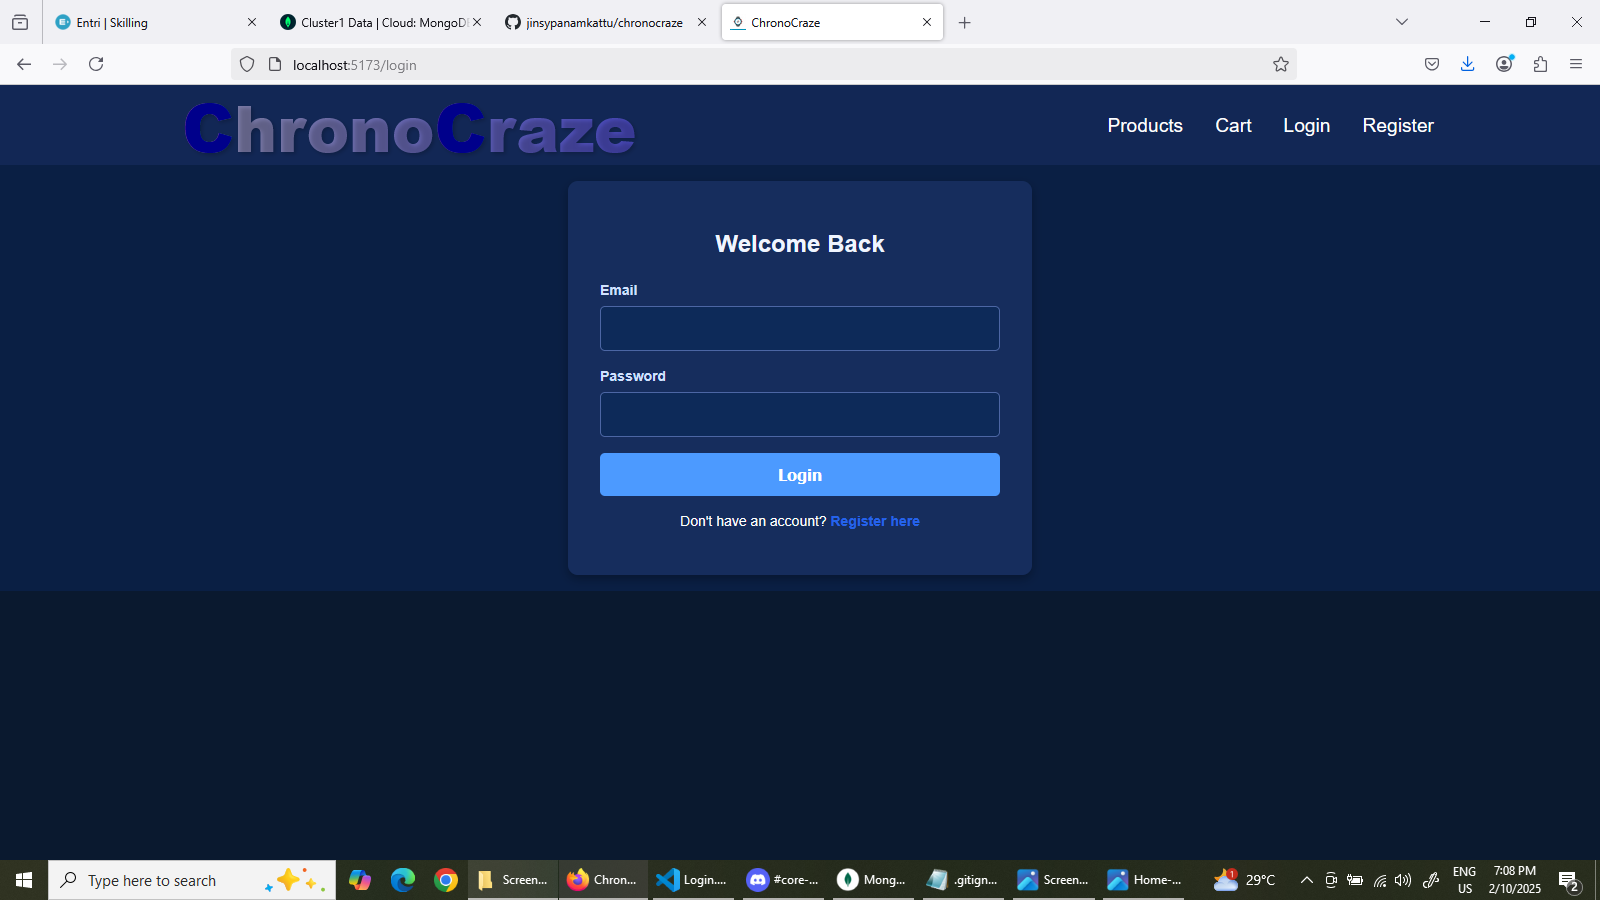 Entri | Skilling
Cluster1 Data | Cloud: MongoDB
jinsypanamkattu/chronocraze
ChronoCraze
localhost:5173/login
ChronoCraze
Products
Cart
Login
Register
Welcome Back
Email
Password
Login
Don't have an account? Register here
Type here to search
Screen...
Chron...
Login....
#core-...
Mong...
.gitign...
Screen...
Home-...
1
29°C
ENG
US
7:08 PM
2/10/2025
2